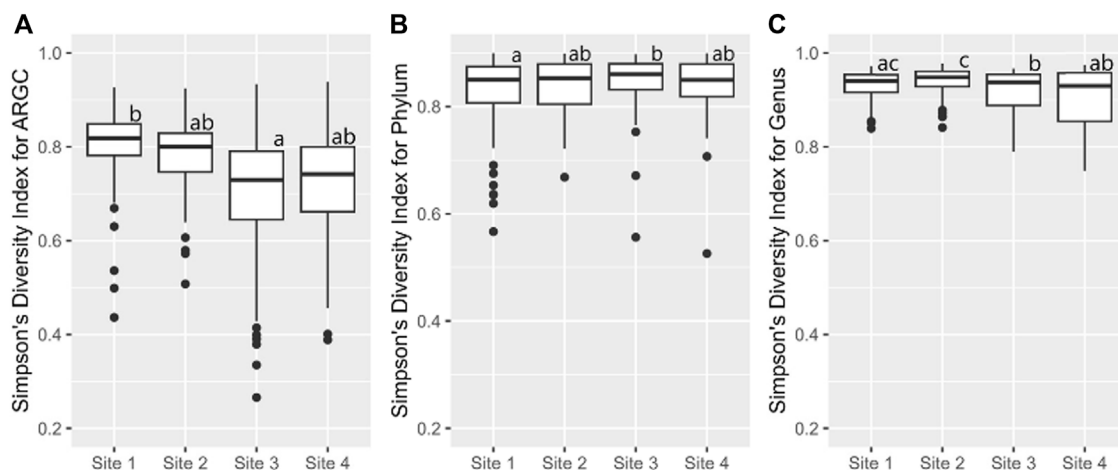 A
Simpson's Diversity Index for ARGC
1.0
0.8
0.6
0.4
0.2
b
ab
a
ab
Site 1 Site 2 Site 3 Site 4
B
Simpson's Diversity Index for Phylum
0.8
0.6
0.4
0.2
a
ab
b
ab
Site 1 Site 2 Site 3 Site 4
C
Simpson's Diversity Index for Genus
1.0
0.8
0.6
0.4
0.2
ac
c
b
ab
Site 1 Site 2 Site 3 Site 4